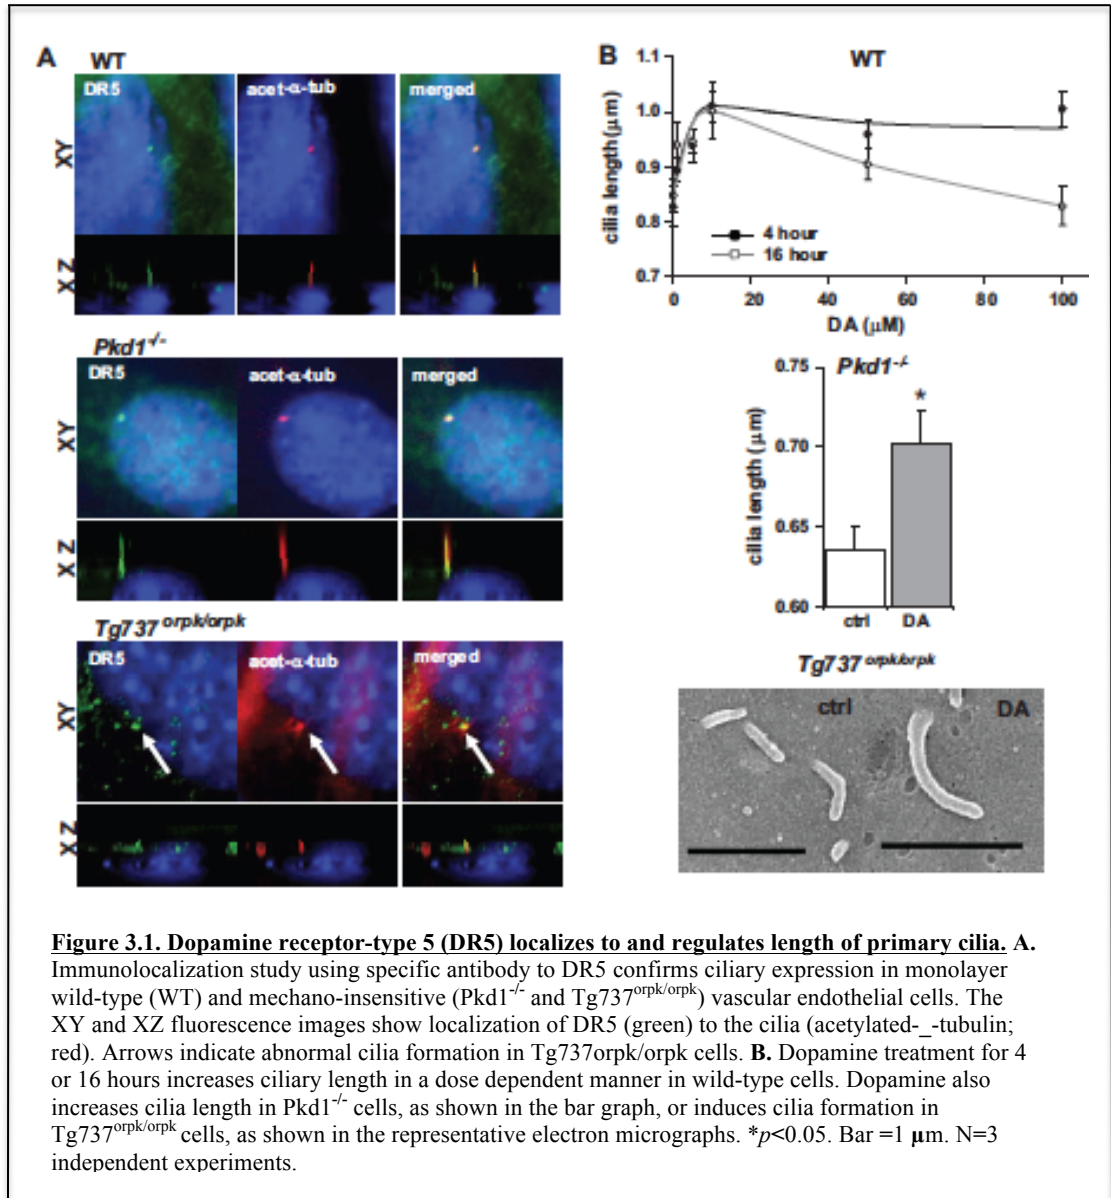 A
WT
DR5
acet-α-tub
merged
XY
XZ
Pkd1-/-
DR5
acet-α-tub
merged
XY
XZ
Tg737 orpk/orpk
DR5
acet-α-tub
merged
XY
XZ
B
WT
cilia length (μm)
1.1
1.0
0.9
0.8
0.7
4 hour
16 hour
0 20 40 60 80 100
DA (μM)
Pkd1-/-
cilia length (μm)
0.75
0.70
0.65
0.60
*
ctrl DA
Tg737 orpk/orpk
ctrl DA
Figure 3.1. Dopamine receptor-type 5 (DR5) localizes to and regulates length of primary cilia. A.
Immunolocalization study using specific antibody to DR5 confirms ciliary expression in monolayer
wild-type (WT) and mechano-insensitive (Pkd1-/- and Tg737orpk/orpk) vascular endothelial cells. The
XY and XZ fluorescence images show localization of DR5 (green) to the cilia (acetylated-_-tubulin;
red). Arrows indicate abnormal cilia formation in Tg737orpk/orpk cells. B. Dopamine treatment for 4
or 16 hours increases ciliary length in a dose dependent manner in wild-type cells. Dopamine also
increases cilia length in Pkd1-/- cells, as shown in the bar graph, or induces cilia formation in
Tg737orpk/orpk cells, as shown in the representative electron micrographs. *p<0.05. Bar =1 μm. N=3
independent experiments.